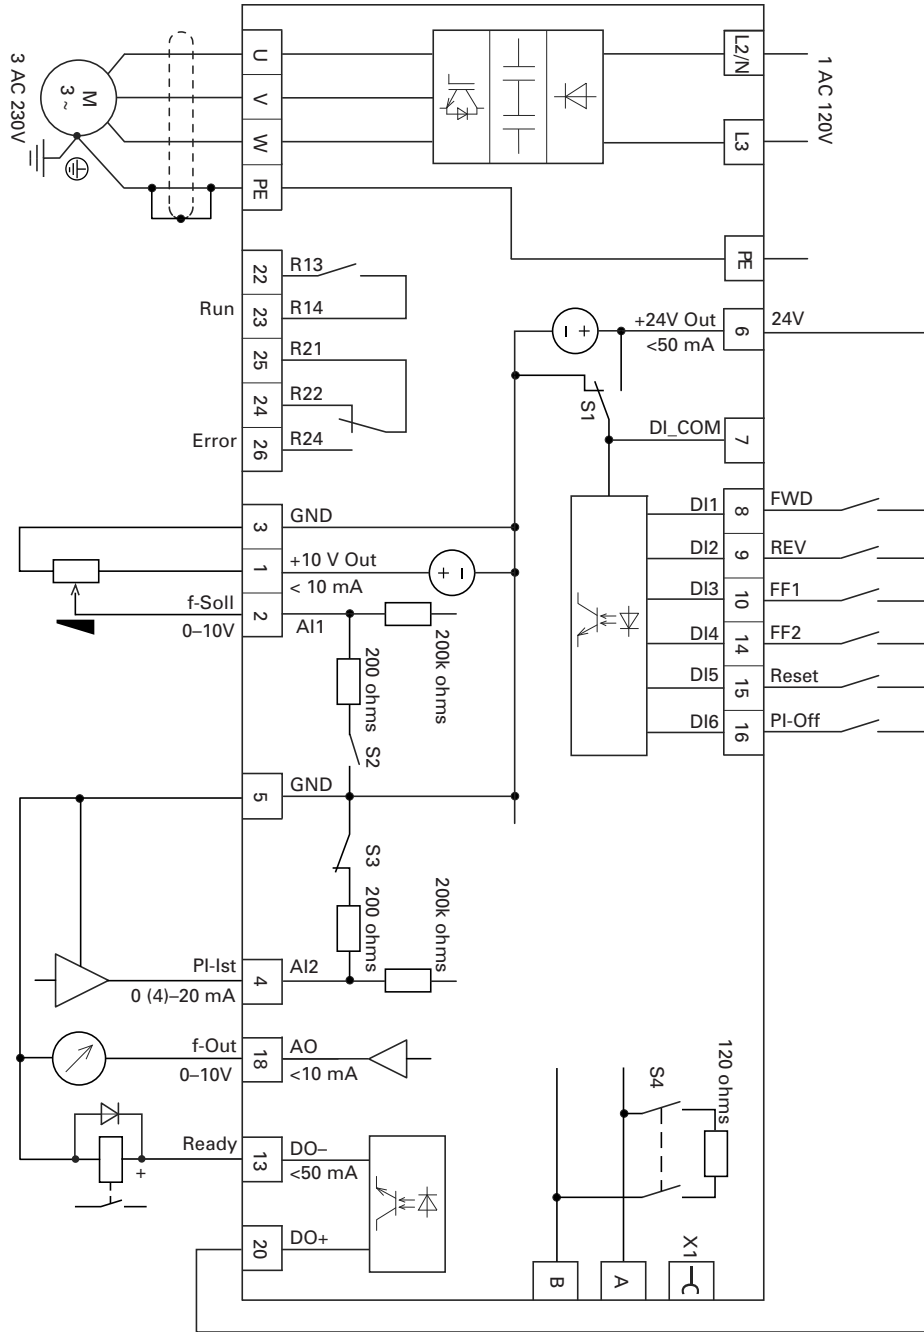 3 AC 230V
M
3 ~
U
V
W
PE
L2/N
L3
1 AC 120V
PE
22
R13
Run
23
R14
25
R21
24
R22
Error
26
R24
+24V Out
<50 mA
6
24V
S1
DI_COM
7
3
GND
1
+10 V Out
< 10 mA
f-Soll
0–10V
2
AI1
200k ohms
200 ohms
S2
DI1
8
FWD
DI2
9
REV
DI3
10
FF1
DI4
14
FF2
DI5
15
Reset
DI6
16
PI-Off
5
GND
S3
200 ohms
200k ohms
PI-Ist
0 (4)–20 mA
4
AI2
f-Out
0–10V
18
AO
<10 mA
Ready
13
DO–
<50 mA
+
20
DO+
S4
120 ohms
X1
B
A
– +
+ –